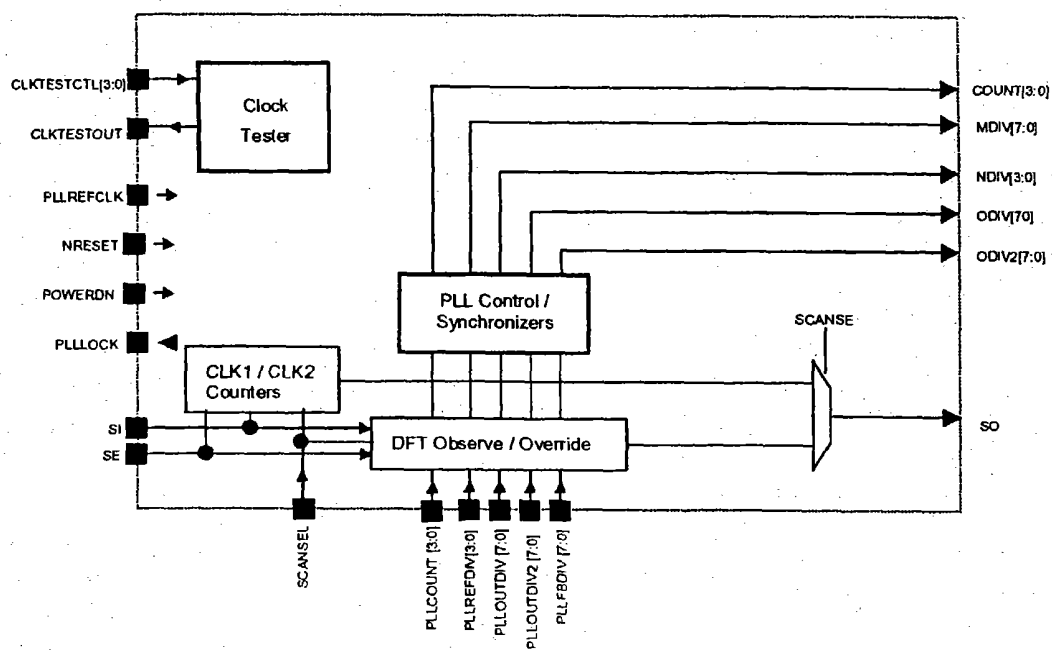 CLKTESTCTL[3:0]
CLKTESTOUT
PLLREFCLK
NRESET
POWERDN
PLLLOCK
SI
SE
Clock
Tester
PLL Control /
Synchronizers
CLK1 / CLK2
Counters
DFT Observe / Override
SCANSE
COUNT[3:0]
MDIV[7:0]
NDIV[3:0]
ODIV[70]
ODIV2[7:0]
SO
SCANSEL
PLLCOUNT [3:0]
PLLREFDIV[3:0]
PLLOUTDIV [7:0]
PLLOUTDIV2 [7:0]
PLLFBDIV [7:0]